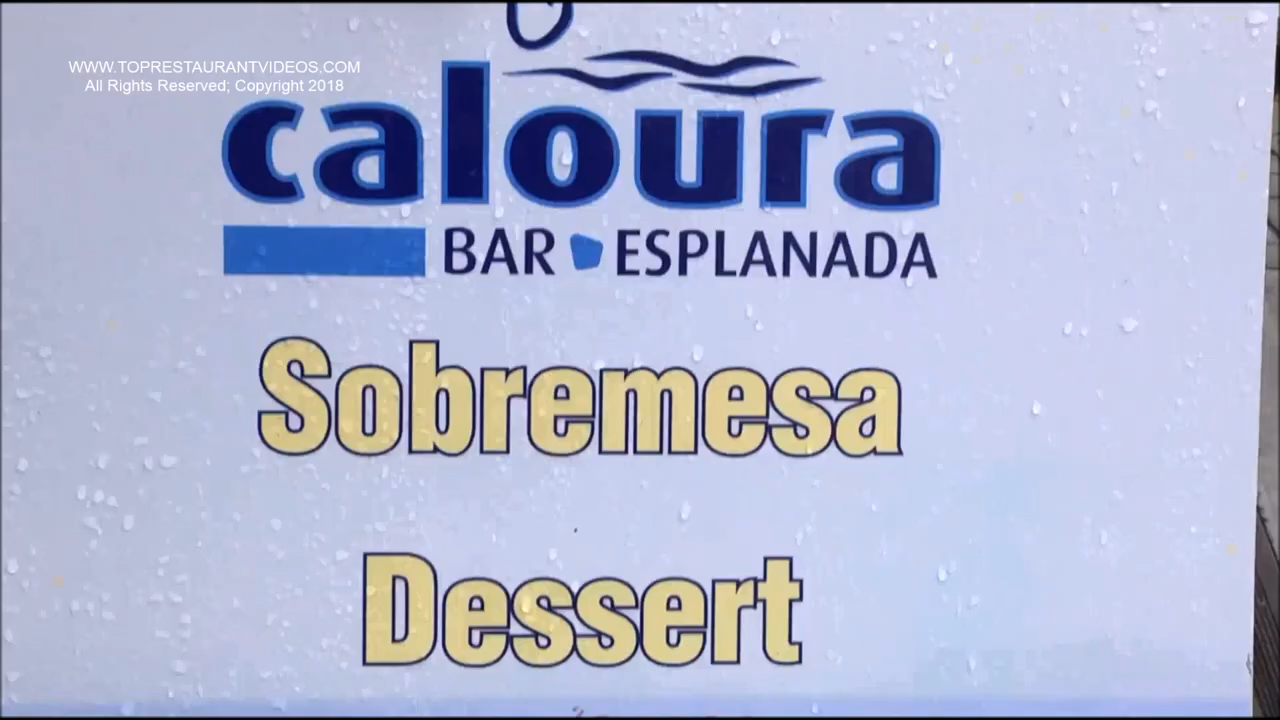 WWW.TOPRESTAURANTVIDEOS.COM
All Rights Reserved; Copyright 2018
caloura
BAR ESPLANADA
Sobremesa
Dessert